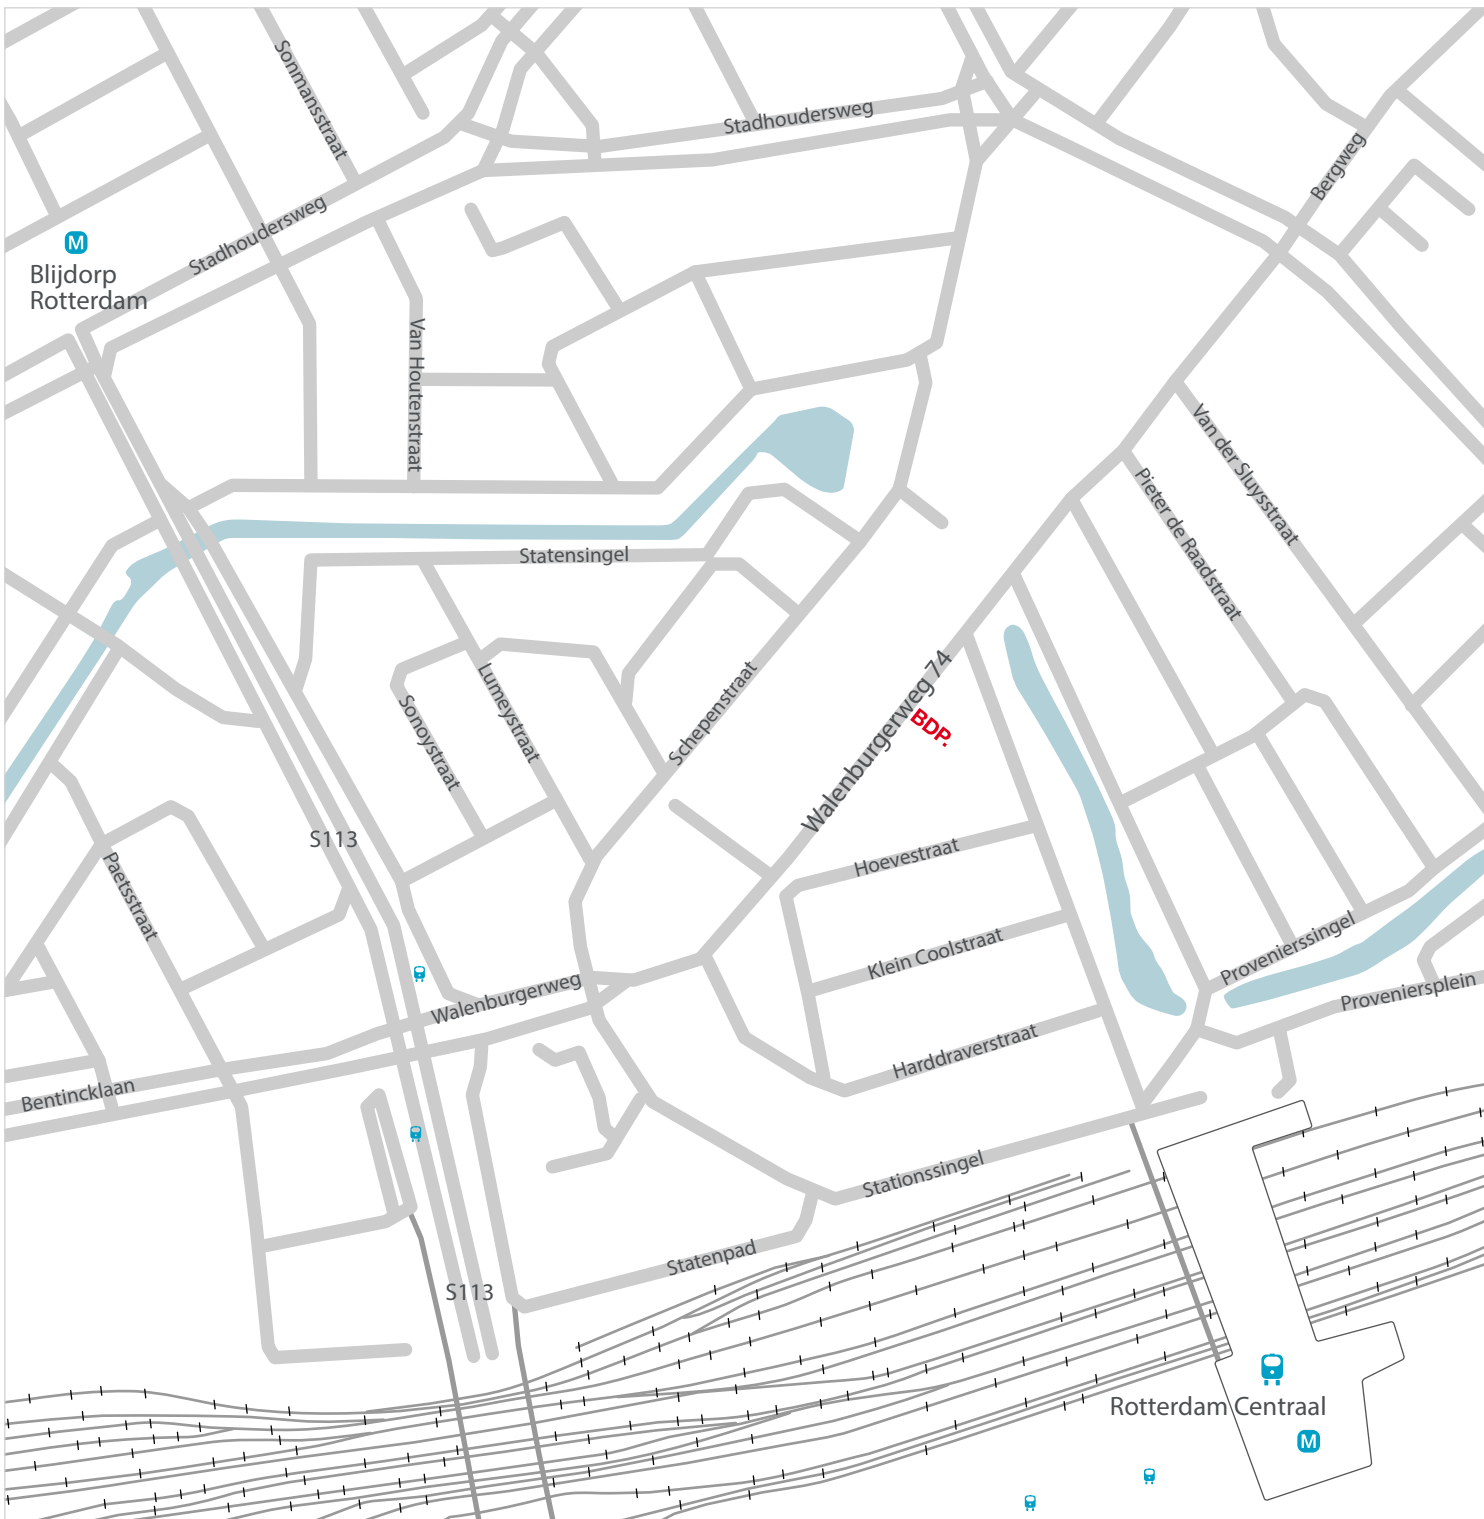 Sonmansstraat
Stadhoudersweg
Bergweg
Stadhoudersweg
M
Blijdorp
Rotterdam
Van Houtenstraat
Van der Sluysstraat
Pieter de Raadstraat
Statensingel
Lumeystraat
Sonoystraat
Schepenstraat
Walenburgerweg 74
BDP.
S113
Hoevestraat
Paetsstraat
Klein Coolstraat
Provenierssingel
Walenburgerweg
Proveniersplein
Harddraverstraat
Bentincklaan
Stationssingel
Statenpad
S113
Rotterdam Centraal
M